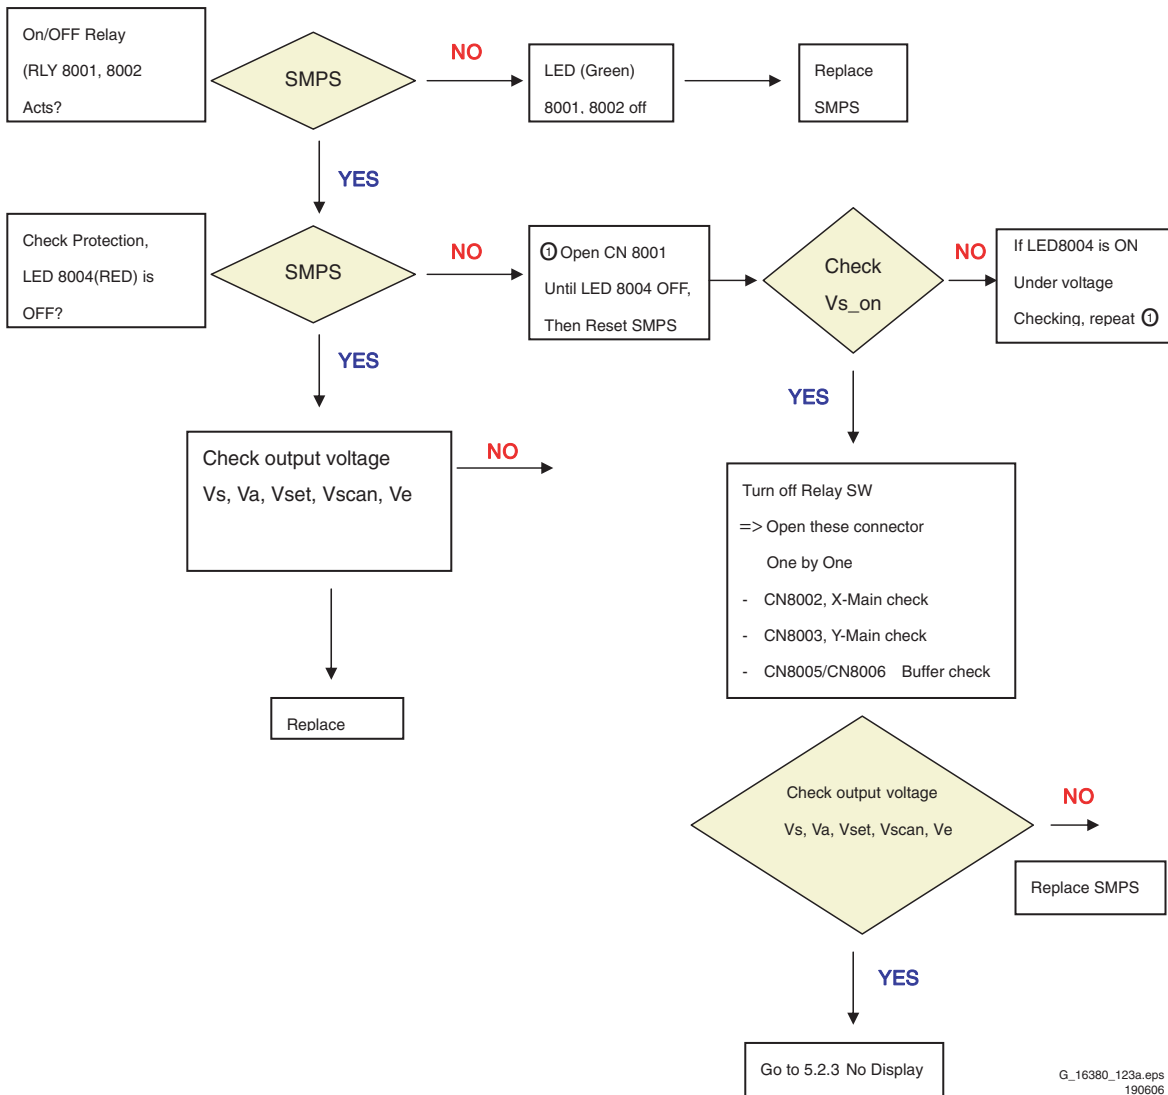 On/OFF Relay
(RLY 8001, 8002
Acts?
SMPS
NO
LED (Green)
8001, 8002 off
Replace
SMPS
YES
Check Protection,
LED 8004(RED) is
OFF?
SMPS
NO
① Open CN 8001
Until LED 8004 OFF,
Then Reset SMPS
Check
Vs_on
NO
If LED8004 is ON
Under voltage
Checking, repeat ①
YES
Check output voltage
Vs, Va, Vset, Vscan, Ve
NO
Replace
YES
Turn off Relay SW
=> Open these connector
One by One
- CN8002, X-Main check
- CN8003, Y-Main check
- CN8005/CN8006 Buffer check
Check output voltage
Vs, Va, Vset, Vscan, Ve
NO
Replace SMPS
YES
Go to 5.2.3 No Display
G_16380_123a.eps
190606